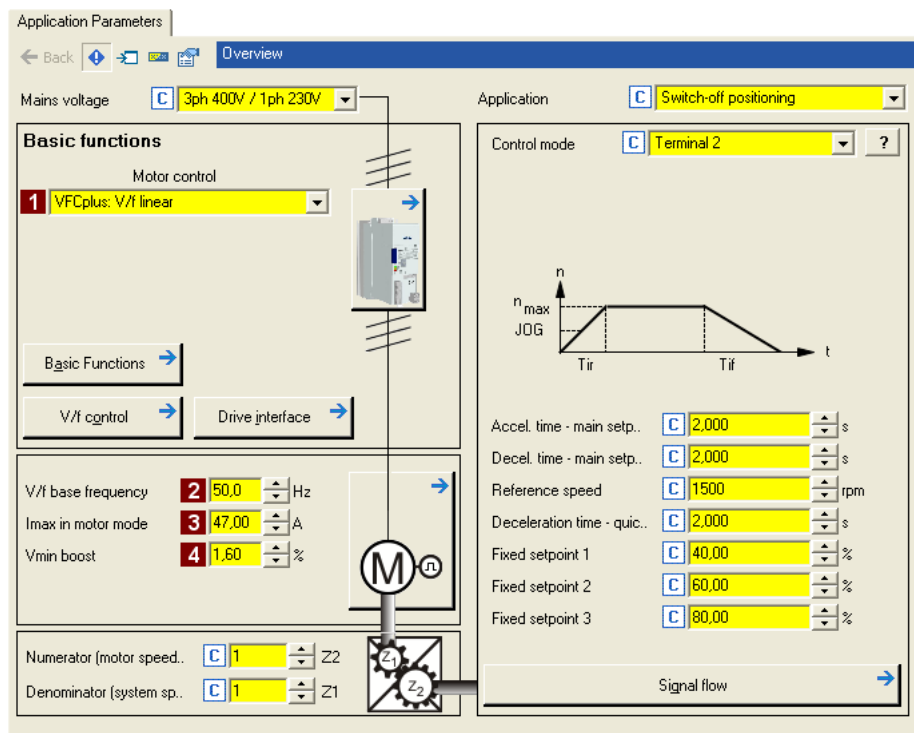 Application Parameters
Back
Overview
Mains voltage C 3ph 400V / 1ph 230V
Basic functions
Motor control
1 VFCplus: V/f linear
Basic Functions
V/f control Drive interface
V/f base frequency 2 50,0 Hz
Imax in motor mode 3 47,00 A
Vmin boost 4 1,60 %
M
Numerator (motor speed.. C 1 Z2
Denominator (system sp.. C 1 Z1
Z1
Z2
Application C Switch-off positioning
Control mode C Terminal 2 ?
n
nmax
JOG
t
Tir Tif
Accel. time - main setp.. C 2,000 s
Decel. time - main setp.. C 2,000 s
Reference speed C 1500 rpm
Deceleration time - quic.. C 2,000 s
Fixed setpoint 1 C 40,00 %
Fixed setpoint 2 C 60,00 %
Fixed setpoint 3 C 80,00 %
Signal flow